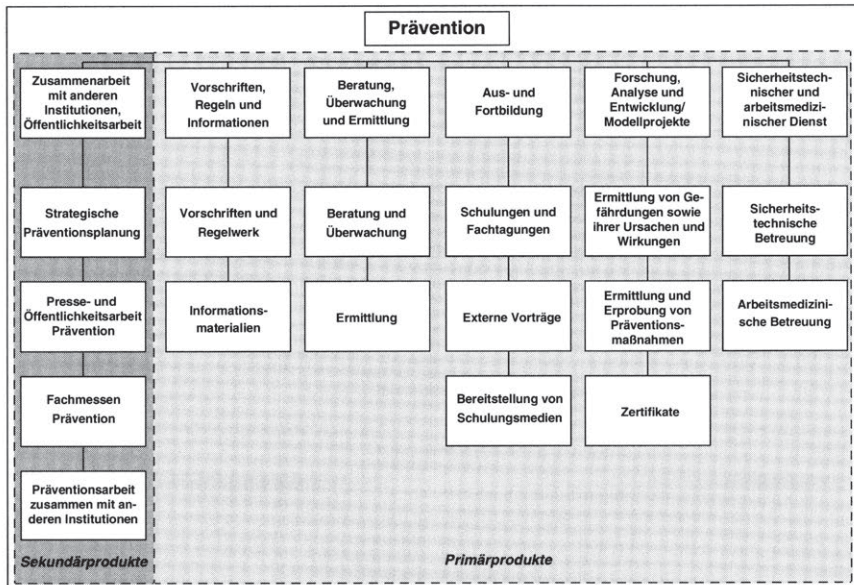 Prävention
Zusammenarbeit
mit anderen
Institutionen,
Öffentlichkeitsarbeit
Strategische
Präventionsplanung
Presse- und
Öffentlichkeitsarbeit
Prävention
Fachmessen
Prävention
Präventionsarbeit
zusammen mit an-
deren Institutionen
Sekundärprodukte
Vorschriften,
Regeln und
Informationen
Vorschriften und
Regelwerk
Informations-
materialien
Beratung,
Überwachung
und Ermittlung
Beratung und
Überwachung
Ermittlung
Aus- und
Fortbildung
Schulungen und
Fachtagungen
Externe Vorträge
Bereitstellung von
Schulungsmedien
Forschung,
Analyse und
Entwicklung/
Modellprojekte
Ermittlung von Ge-
fährdungen sowie
ihrer Ursachen und
Wirkungen
Ermittlung und
Erprobung von
Präventions-
maßnahmen
Zertifikate
Sicherheitstech-
nischer und
arbeitsmedizi-
nischer Dienst
Sicherheits-
technische
Betreuung
Arbeitsmedizini-
sche Betreuung
Primärprodukte